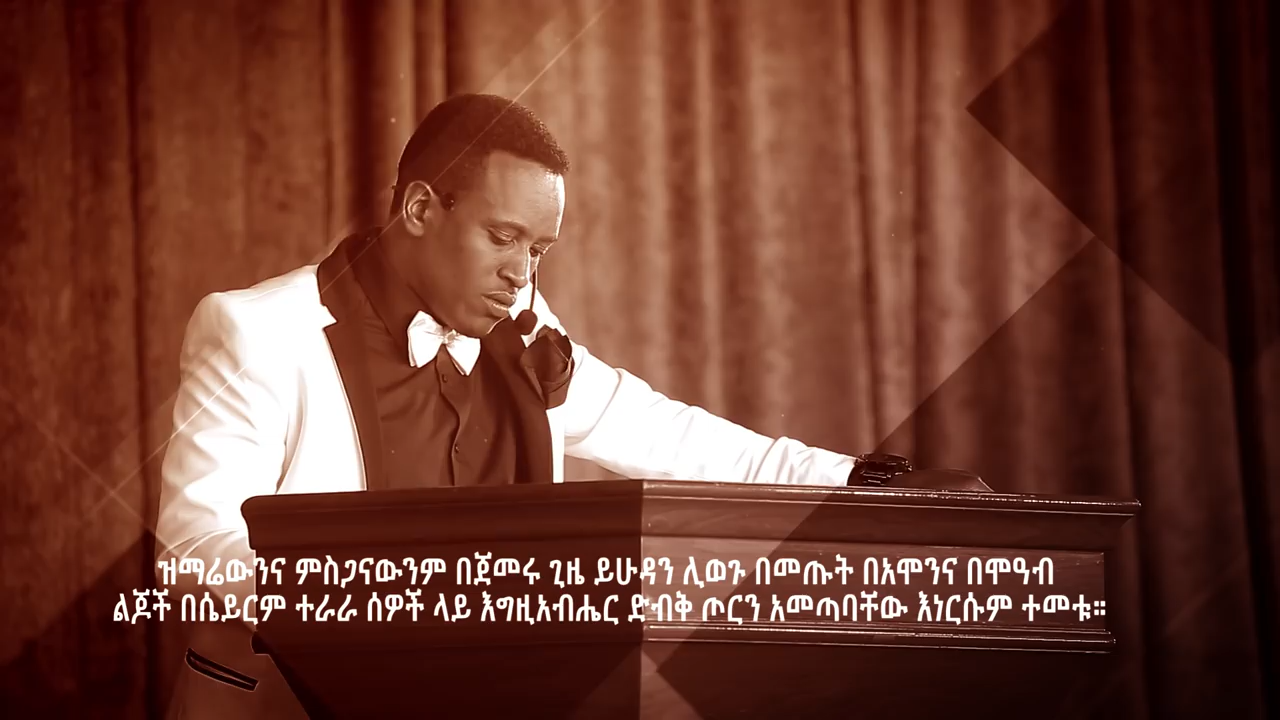 ዝማሬውንና ምስጋናውንም በጀመሩ ጊዜ ይሁዳን ሊወጉ በመጡት በአሞንና በሞዓብ
ልጆች በሴይርም ተራራ ሰዎች ላይ እግዚአብሔር ድብቅ ጦርን አመጣባቸው እነርሱም ተመቱ።